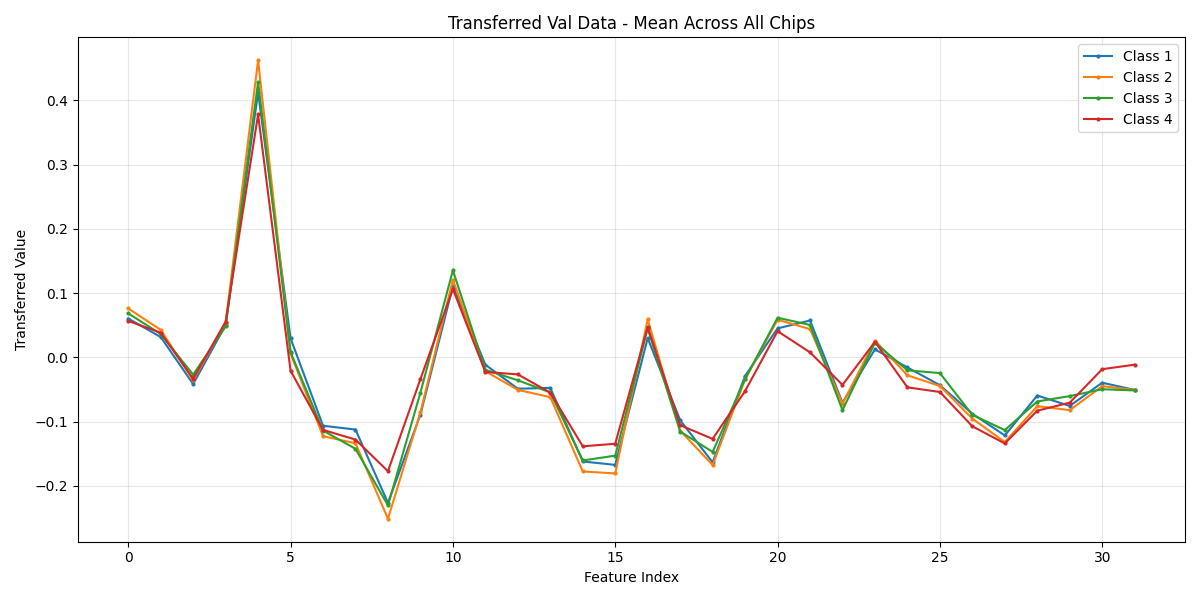 Transferred Val Data - Mean Across All Chips
Transferred Value
0.4
0.3
0.2
0.1
0.0
−0.1
−0.2
Class 1
Class 2
Class 3
Class 4
0 5 10 15 20 25 30
Feature Index